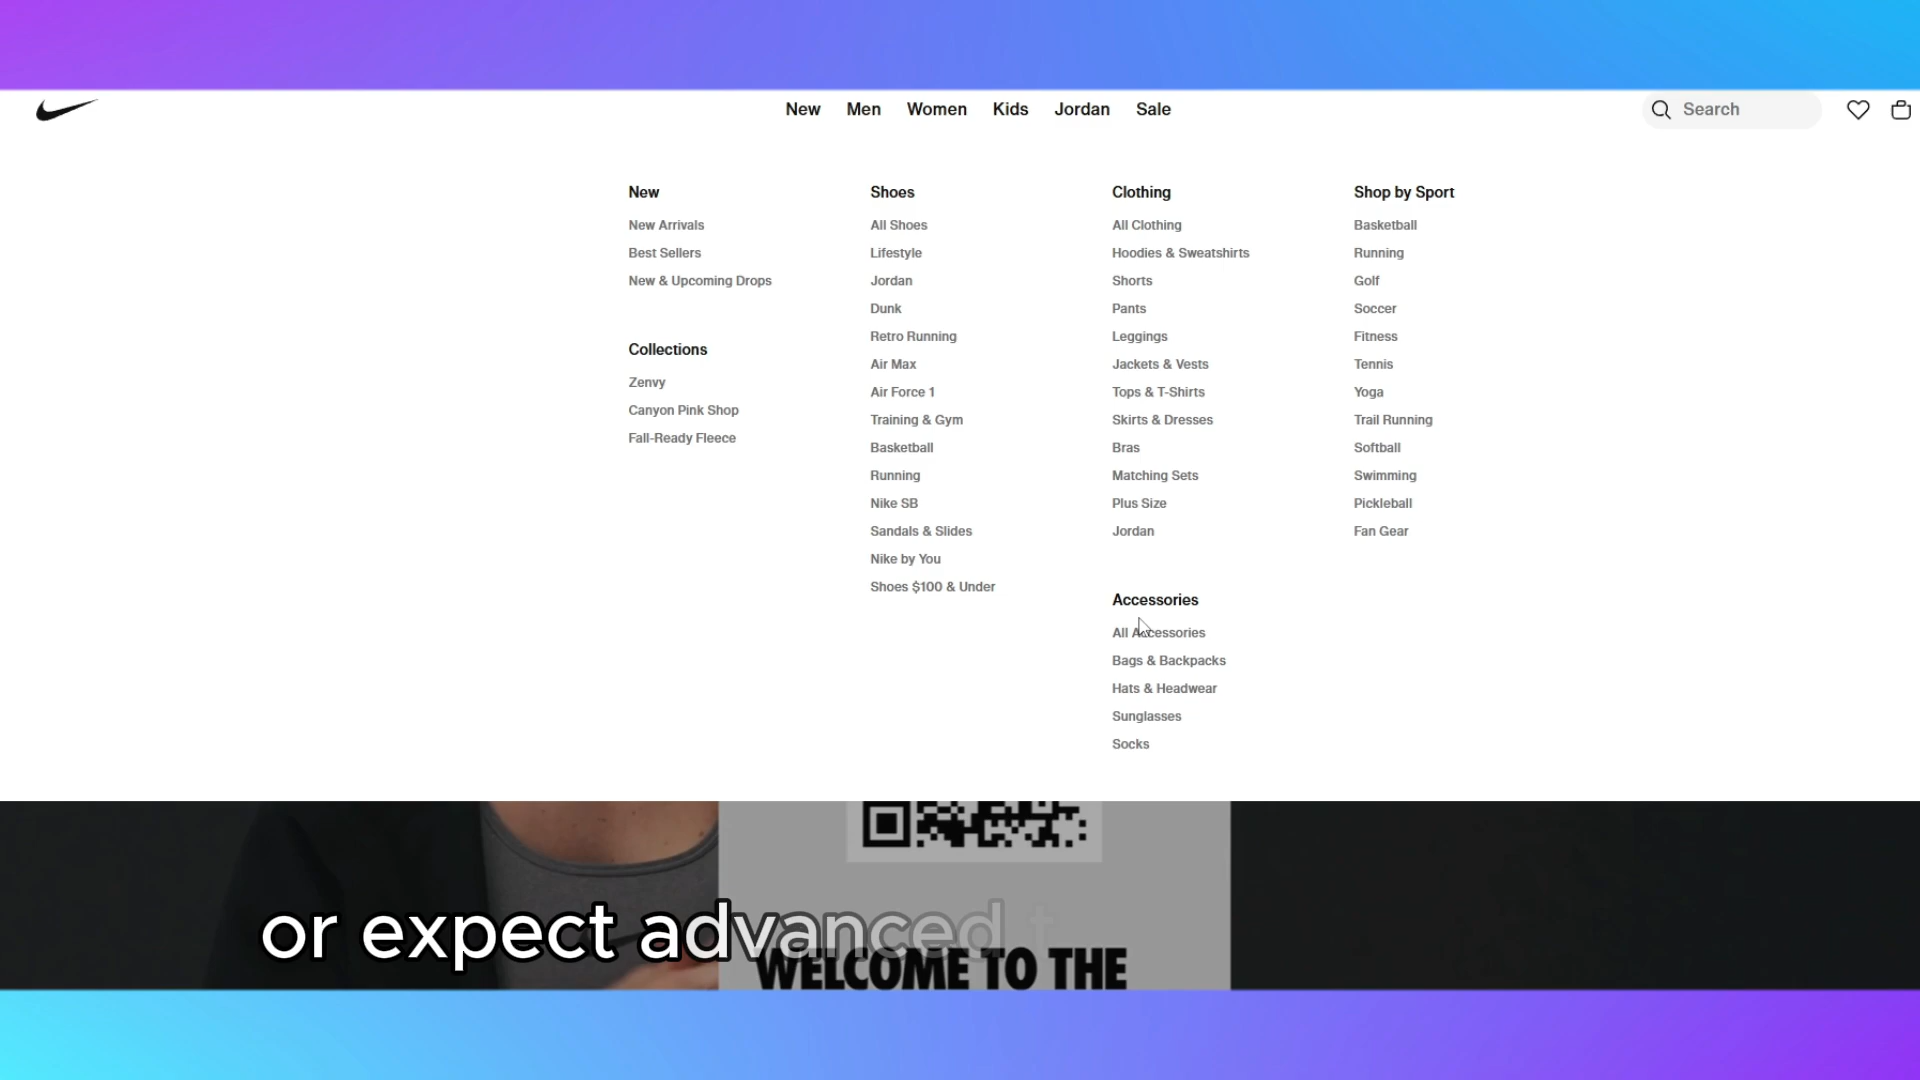 New Men Women Kids Jordan Sale
Search
New
New Arrivals
Best Sellers
New & Upcoming Drops
Collections
Zenvy
Canyon Pink Shop
Fall-Ready Fleece
Shoes
All Shoes
Lifestyle
Jordan
Dunk
Retro Running
Air Max
Air Force 1
Training & Gym
Basketball
Running
Nike SB
Sandals & Slides
Nike by You
Shoes $100 & Under
Clothing
All Clothing
Hoodies & Sweatshirts
Shorts
Pants
Leggings
Jackets & Vests
Tops & T-Shirts
Skirts & Dresses
Bras
Matching Sets
Plus Size
Jordan
Accessories
All Accessories
Bags & Backpacks
Hats & Headwear
Sunglasses
Socks
Shop by Sport
Basketball
Running
Golf
Soccer
Fitness
Tennis
Yoga
Trail Running
Softball
Swimming
Pickleball
Fan Gear
or expect advanced t
WELCOME TO THE